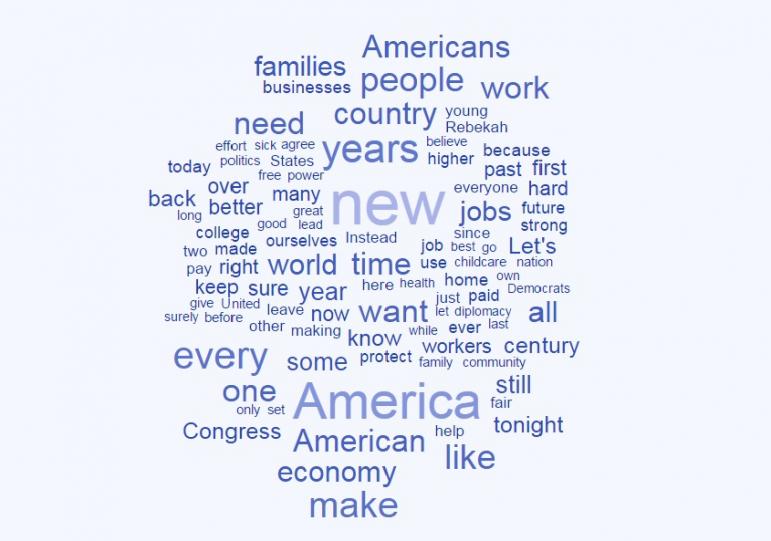 Americans
families people work
businesses
need country young
Rebekah
effort sick agree years believe because
today politics States higher past first
free power
back over many new everyone hard
long better great jobs future
college good lead since strong
two made ourselves Instead job best go Let's
pay right world time use childcare nation
keep sure year here health home own
Democrats
give United leave now want just paid all
surely before let diplomacy
other making know while ever last
every some protect workers century
family community
one America still
only set fair
Congress American help tonight
economy like
make